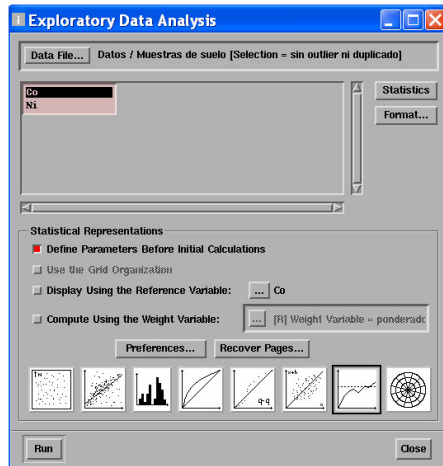 Exploratory Data Analysis
Data File... Datos / Muestras de suelo [Selection = sin outlier ni duplicado]
Co
Ni
Statistics
Format...
Statistical Representations
Define Parameters Before Initial Calculations
Use the Grid Organization
Display Using the Reference Variable: ... Co
Compute Using the Weight Variable: ... [R] Weight Variable = ponderado
Preferences... Recover Pages...
q-q
x+h
x
Run Close